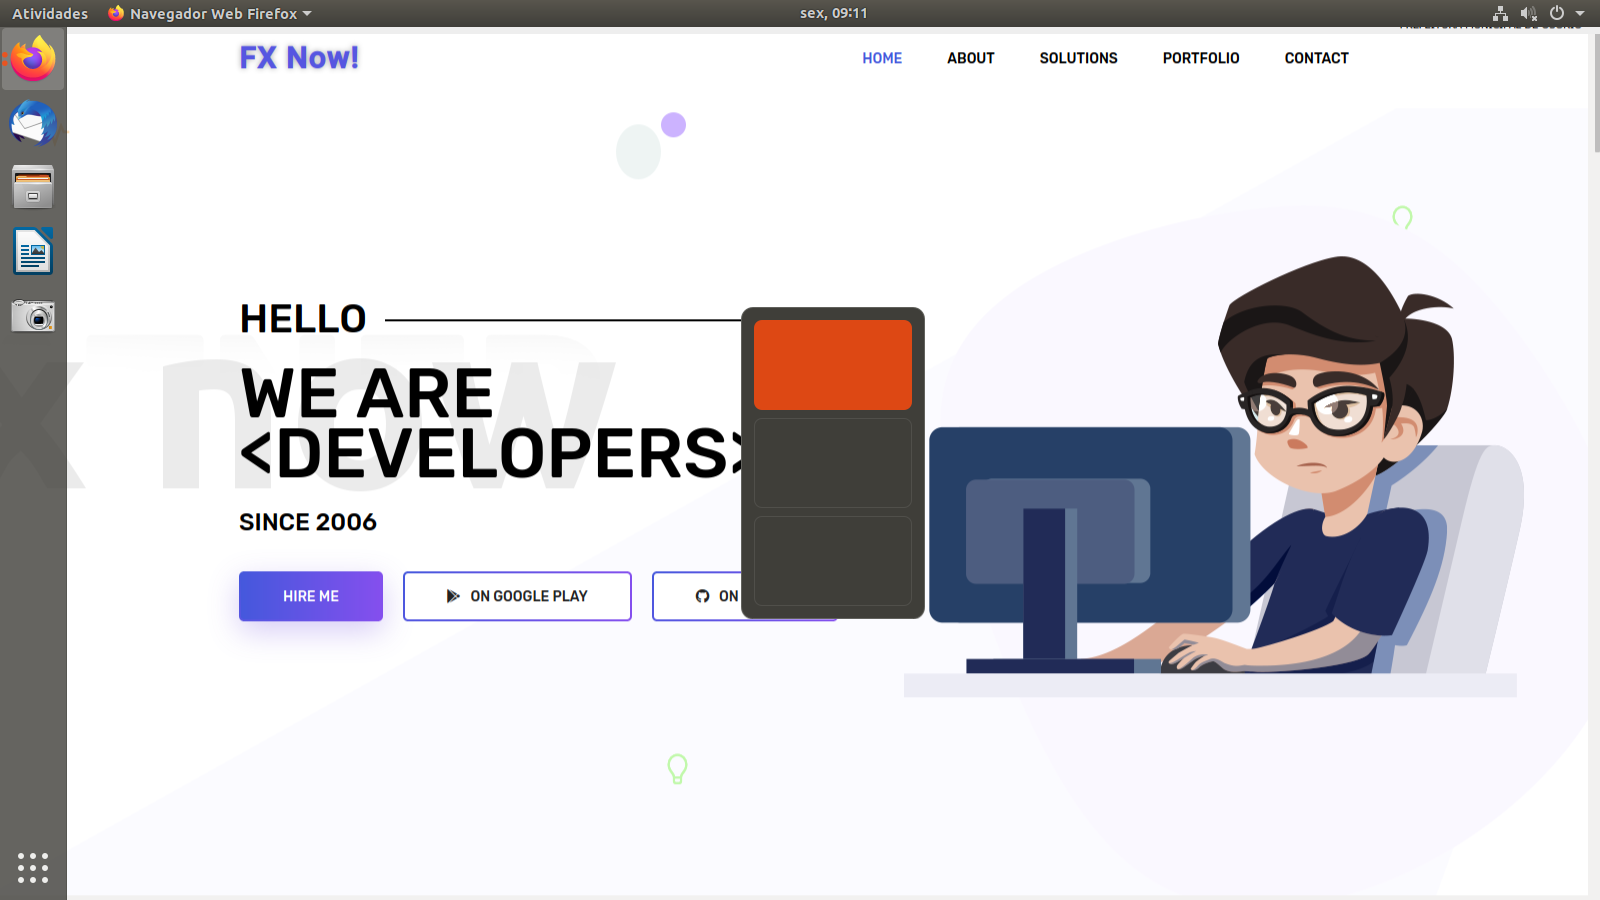 Atividades Navegador Web Firefox sex, 09:11
FX Now! HOME ABOUT SOLUTIONS PORTFOLIO CONTACT
HELLO
x now
WE ARE
<DEVELOPERS>
SINCE 2006
HIRE ME ON GOOGLE PLAY ON